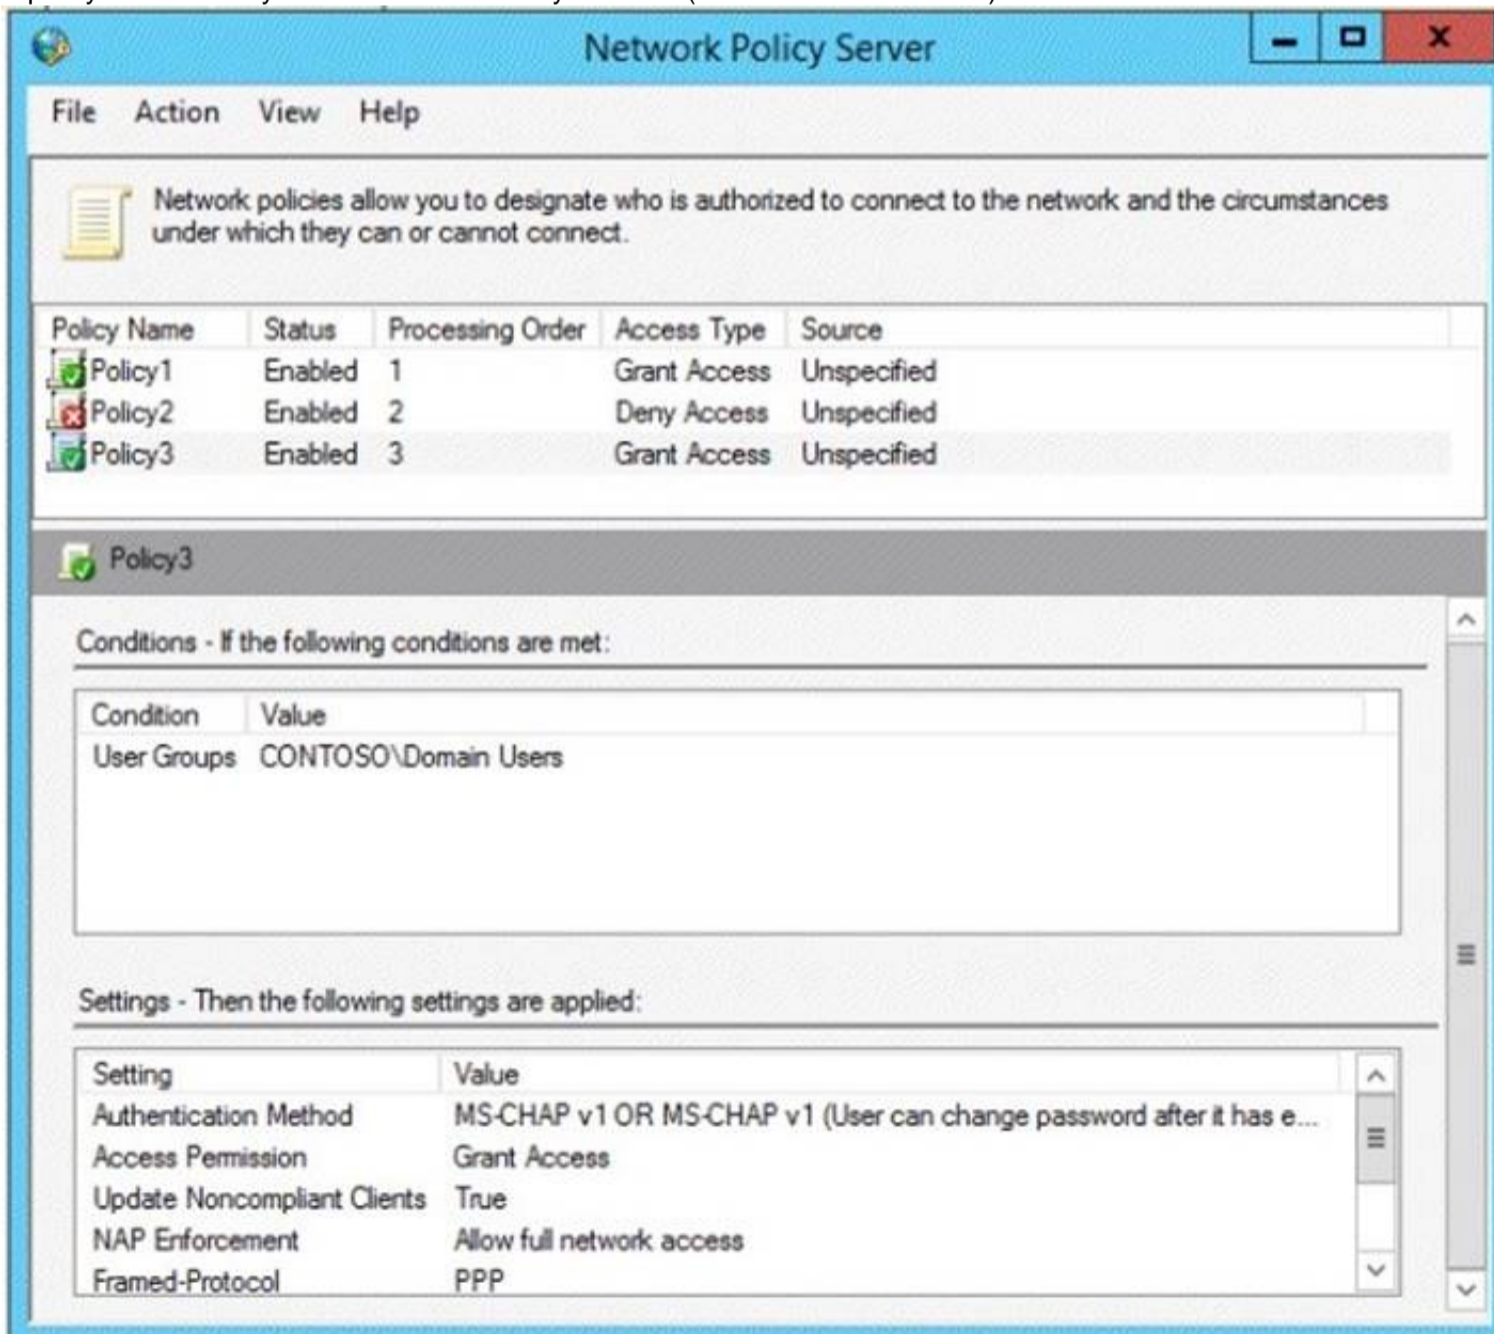 Network Policy Server
File Action View Help
Network policies allow you to designate who is authorized to connect to the network and the circumstances
under which they can or cannot connect.
Policy Name Status Processing Order Access Type Source
Policy1 Enabled 1 Grant Access Unspecified
Policy2 Enabled 2 Deny Access Unspecified
Policy3 Enabled 3 Grant Access Unspecified
Policy3
Conditions - If the following conditions are met:
Condition Value
User Groups CONTOSO\Domain Users
Settings - Then the following settings are applied:
Setting Value
Authentication Method MS-CHAP v1 OR MS-CHAP v1 (User can change password after it has e...
Access Permission Grant Access
Update Noncompliant Clients True
NAP Enforcement Allow full network access
Framed-Protocol PPP